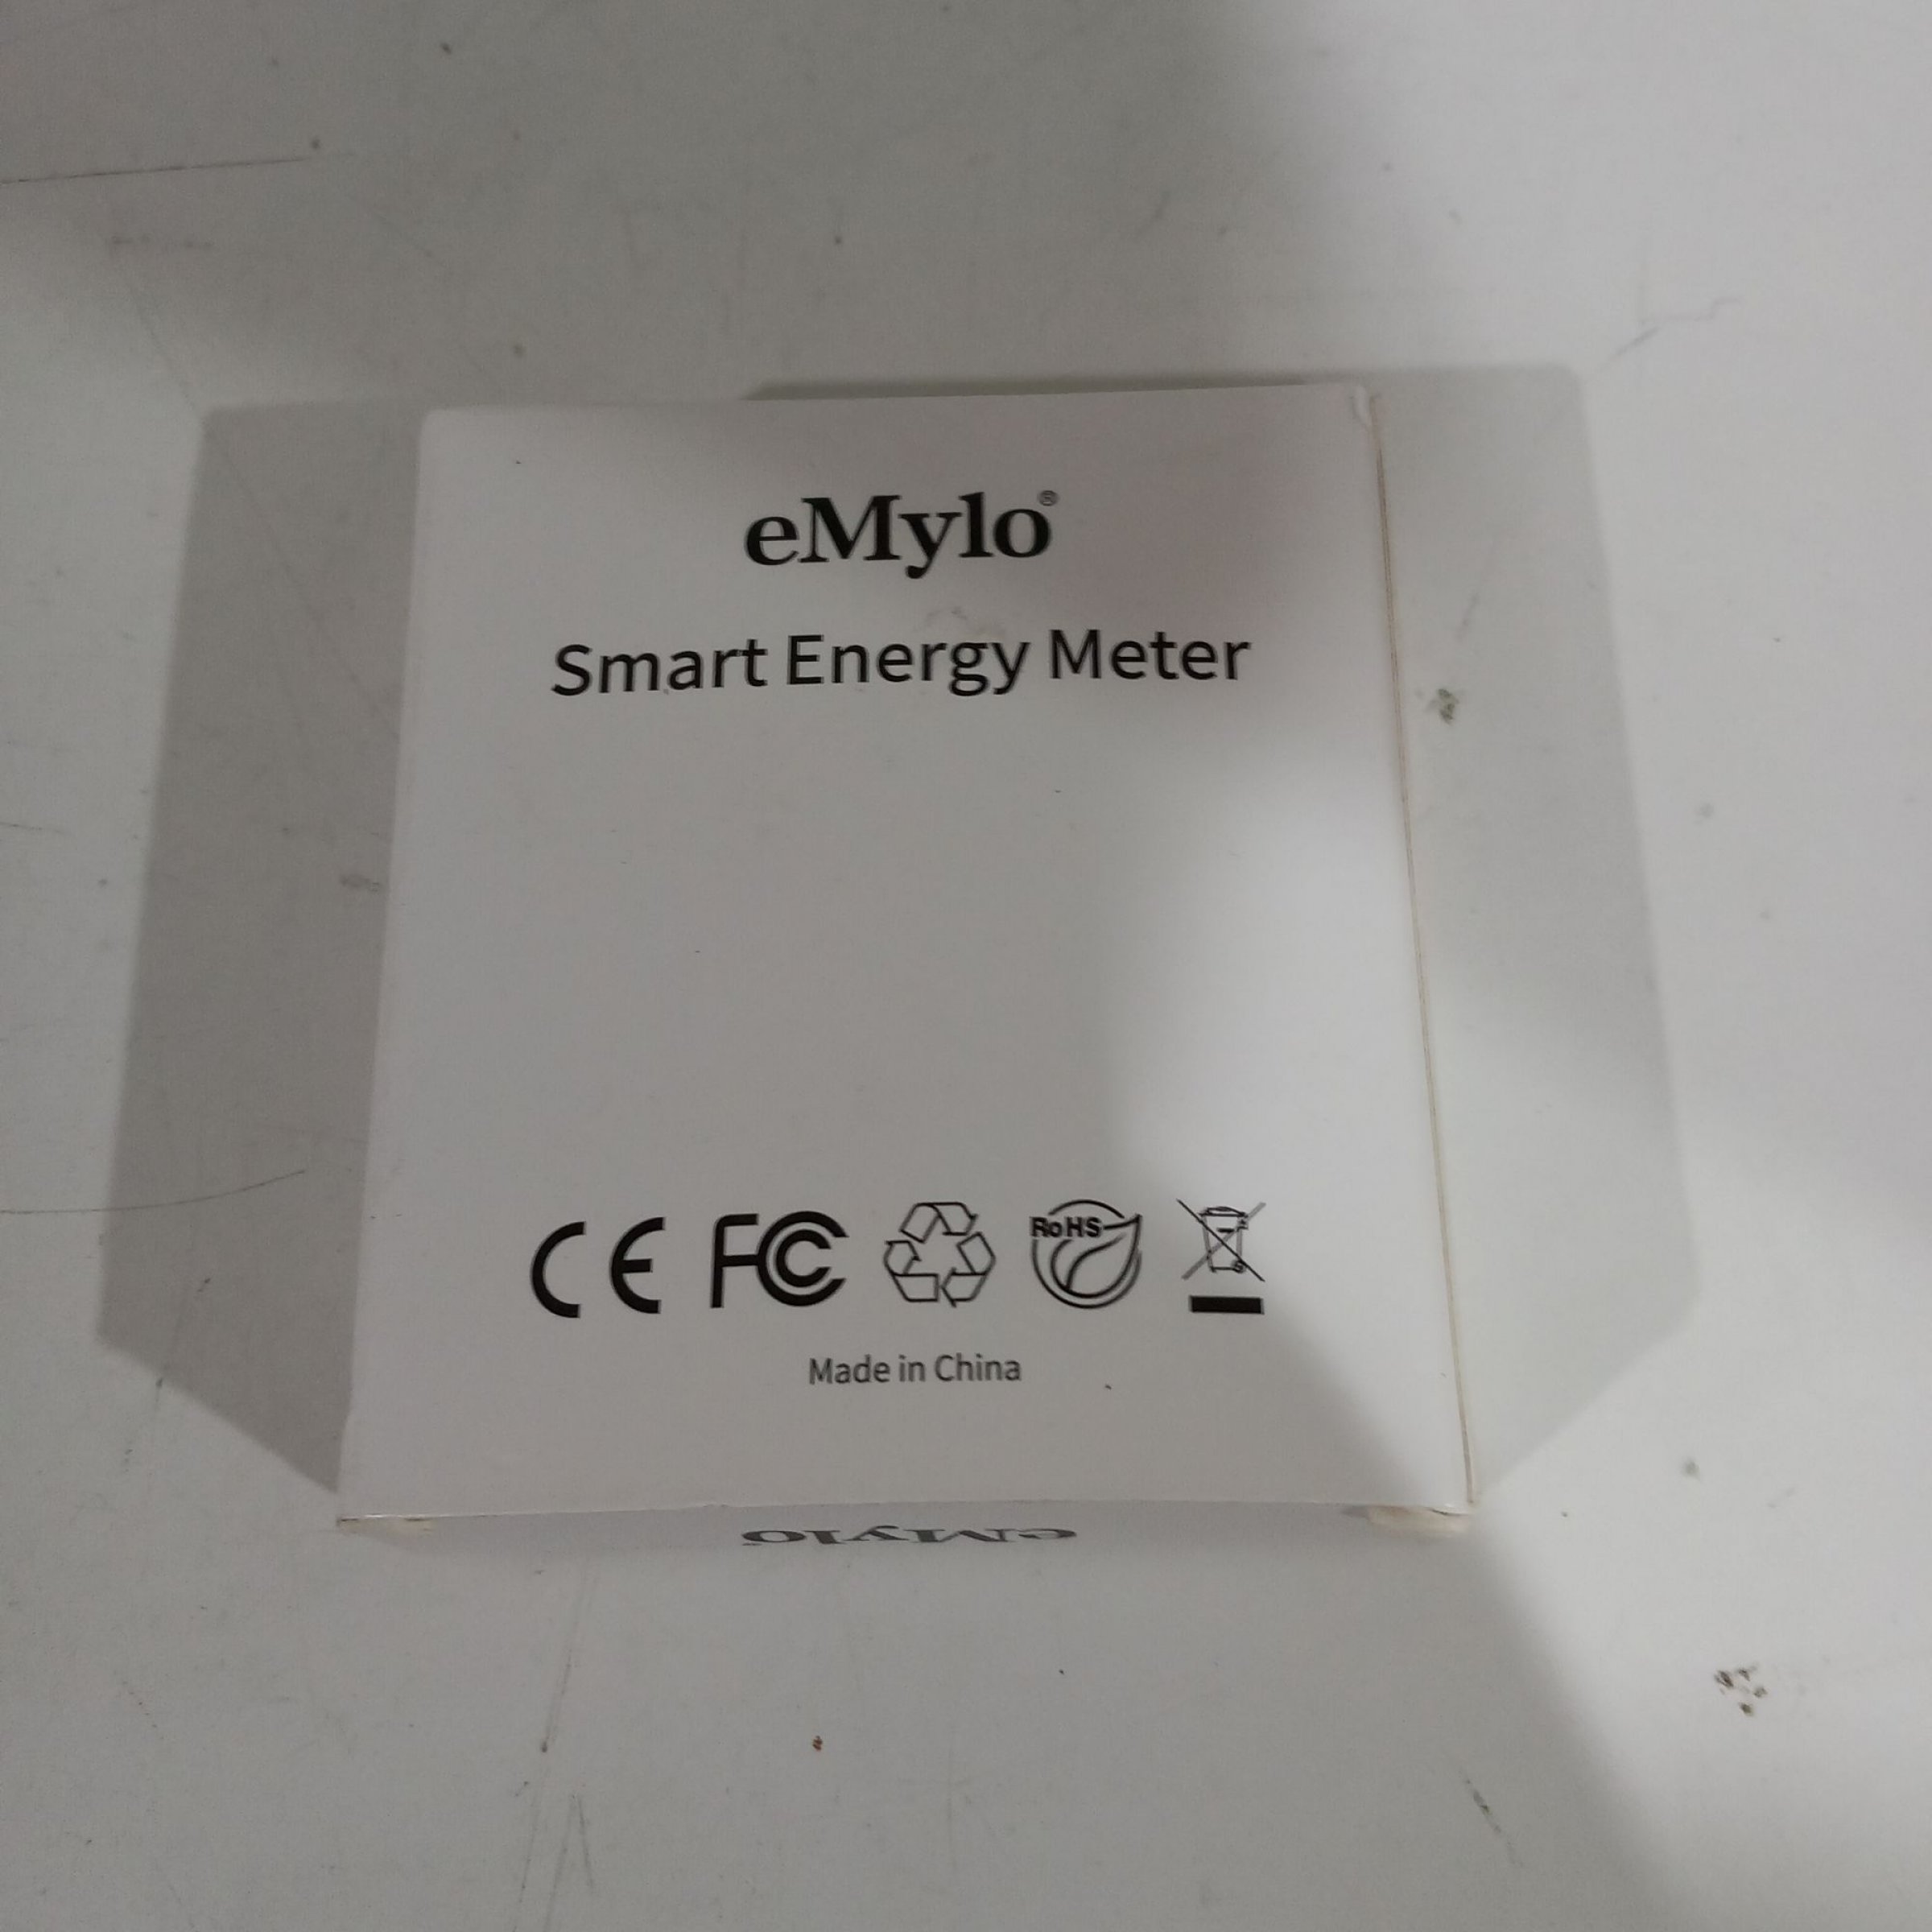 eMylo®
Smart Energy Meter
CE FC RoHS
Made in China
eMylo